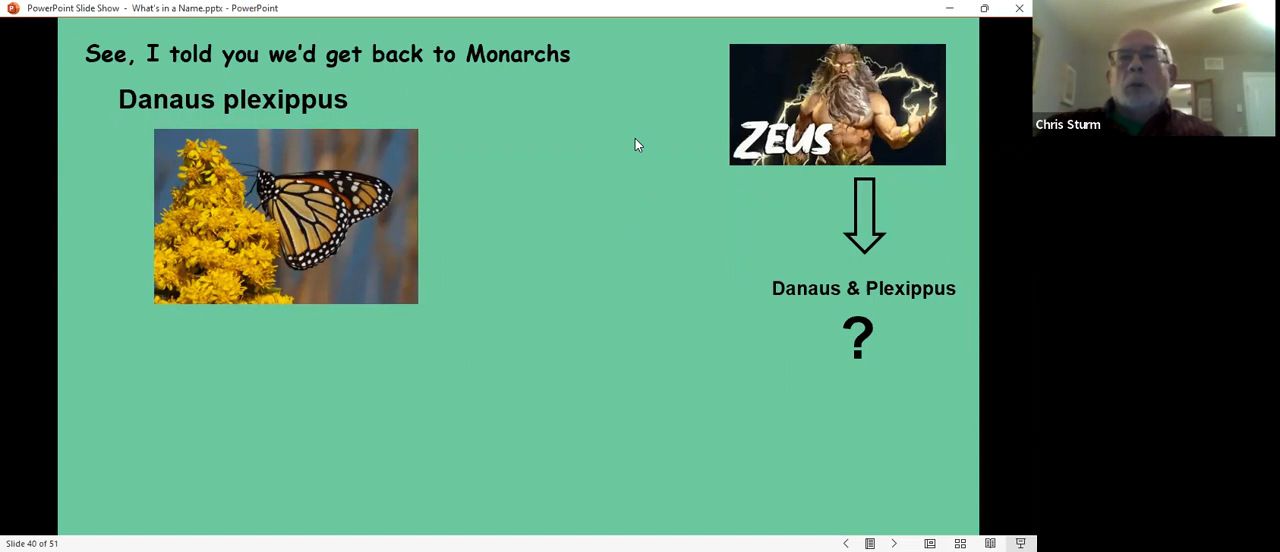 PowerPoint Slide Show - What's in a Name.pptx - PowerPoint
See, I told you we'd get back to Monarchs
Danaus plexippus
ZEUS
Chris Sturm
Danaus & Plexippus
?
Slide 40 of 51